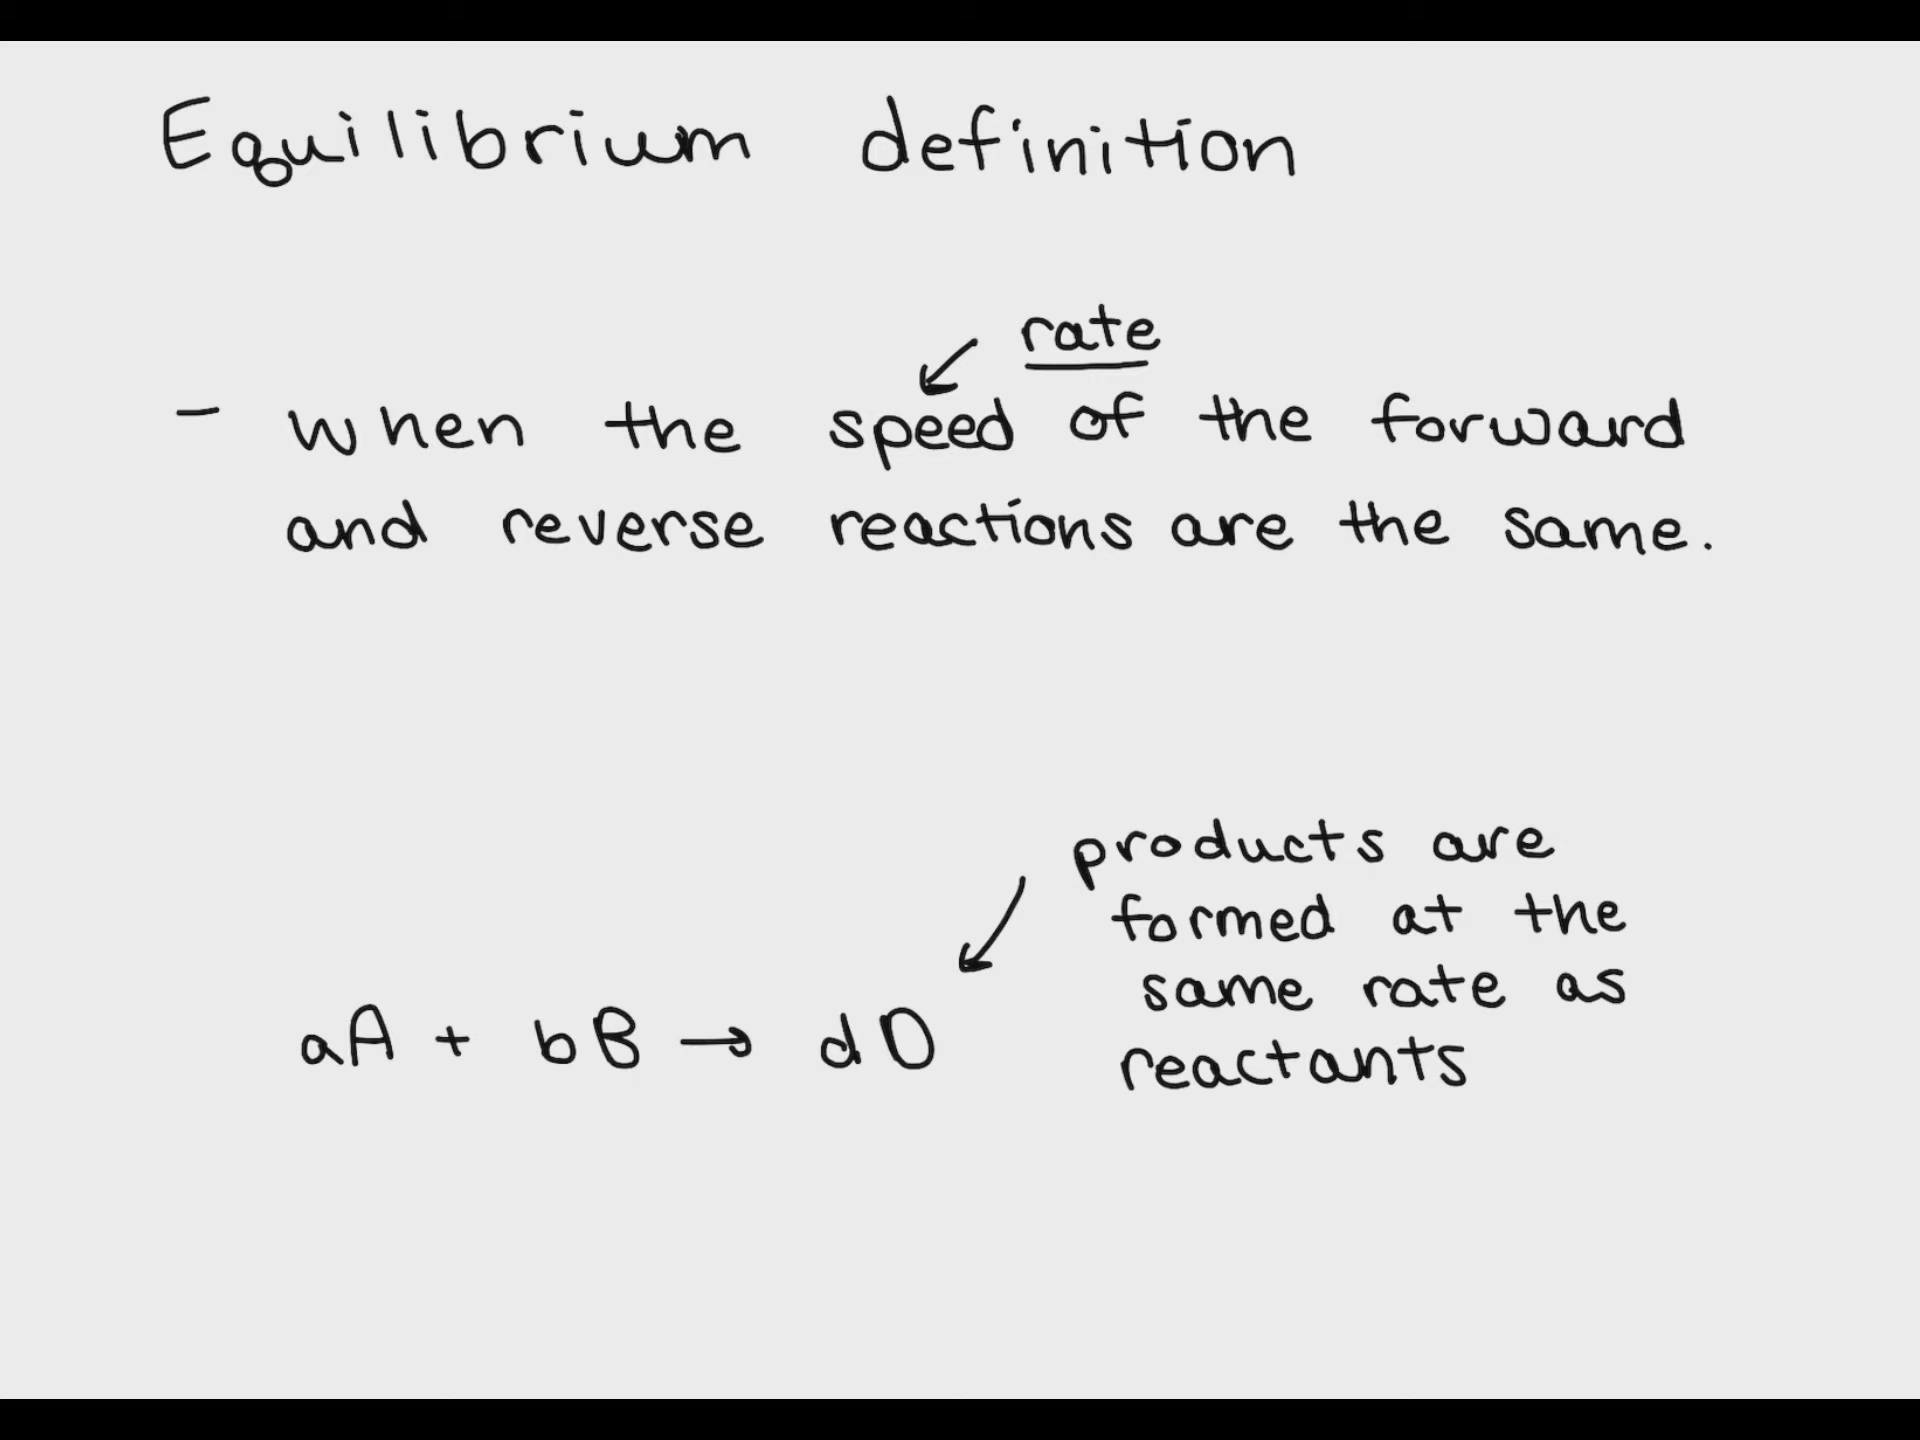 Equilibrium definition
rate
- when the speed of the forward
and reverse reactions are the same.
products are
formed at the
same rate as
reactants
aA + bB → dD